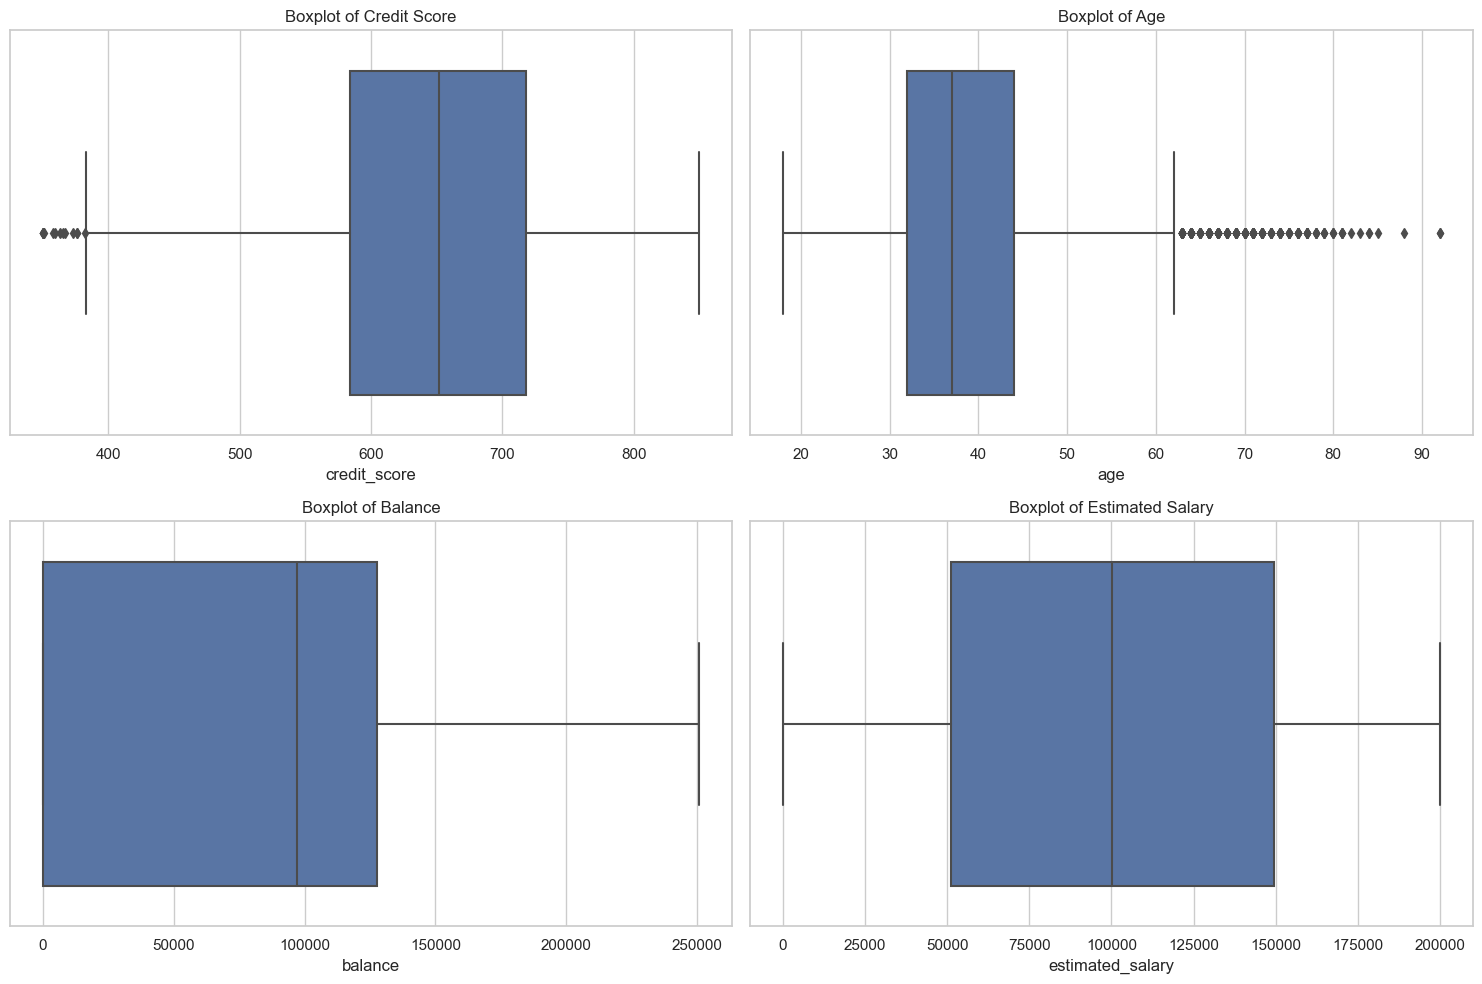 Boxplot of Credit Score
400 500 600 700 800
credit_score
Boxplot of Age
20 30 40 50 60 70 80 90
age
Boxplot of Balance
0 50000 100000 150000 200000 250000
balance
Boxplot of Estimated Salary
0 25000 50000 75000 100000 125000 150000 175000 200000
estimated_salary